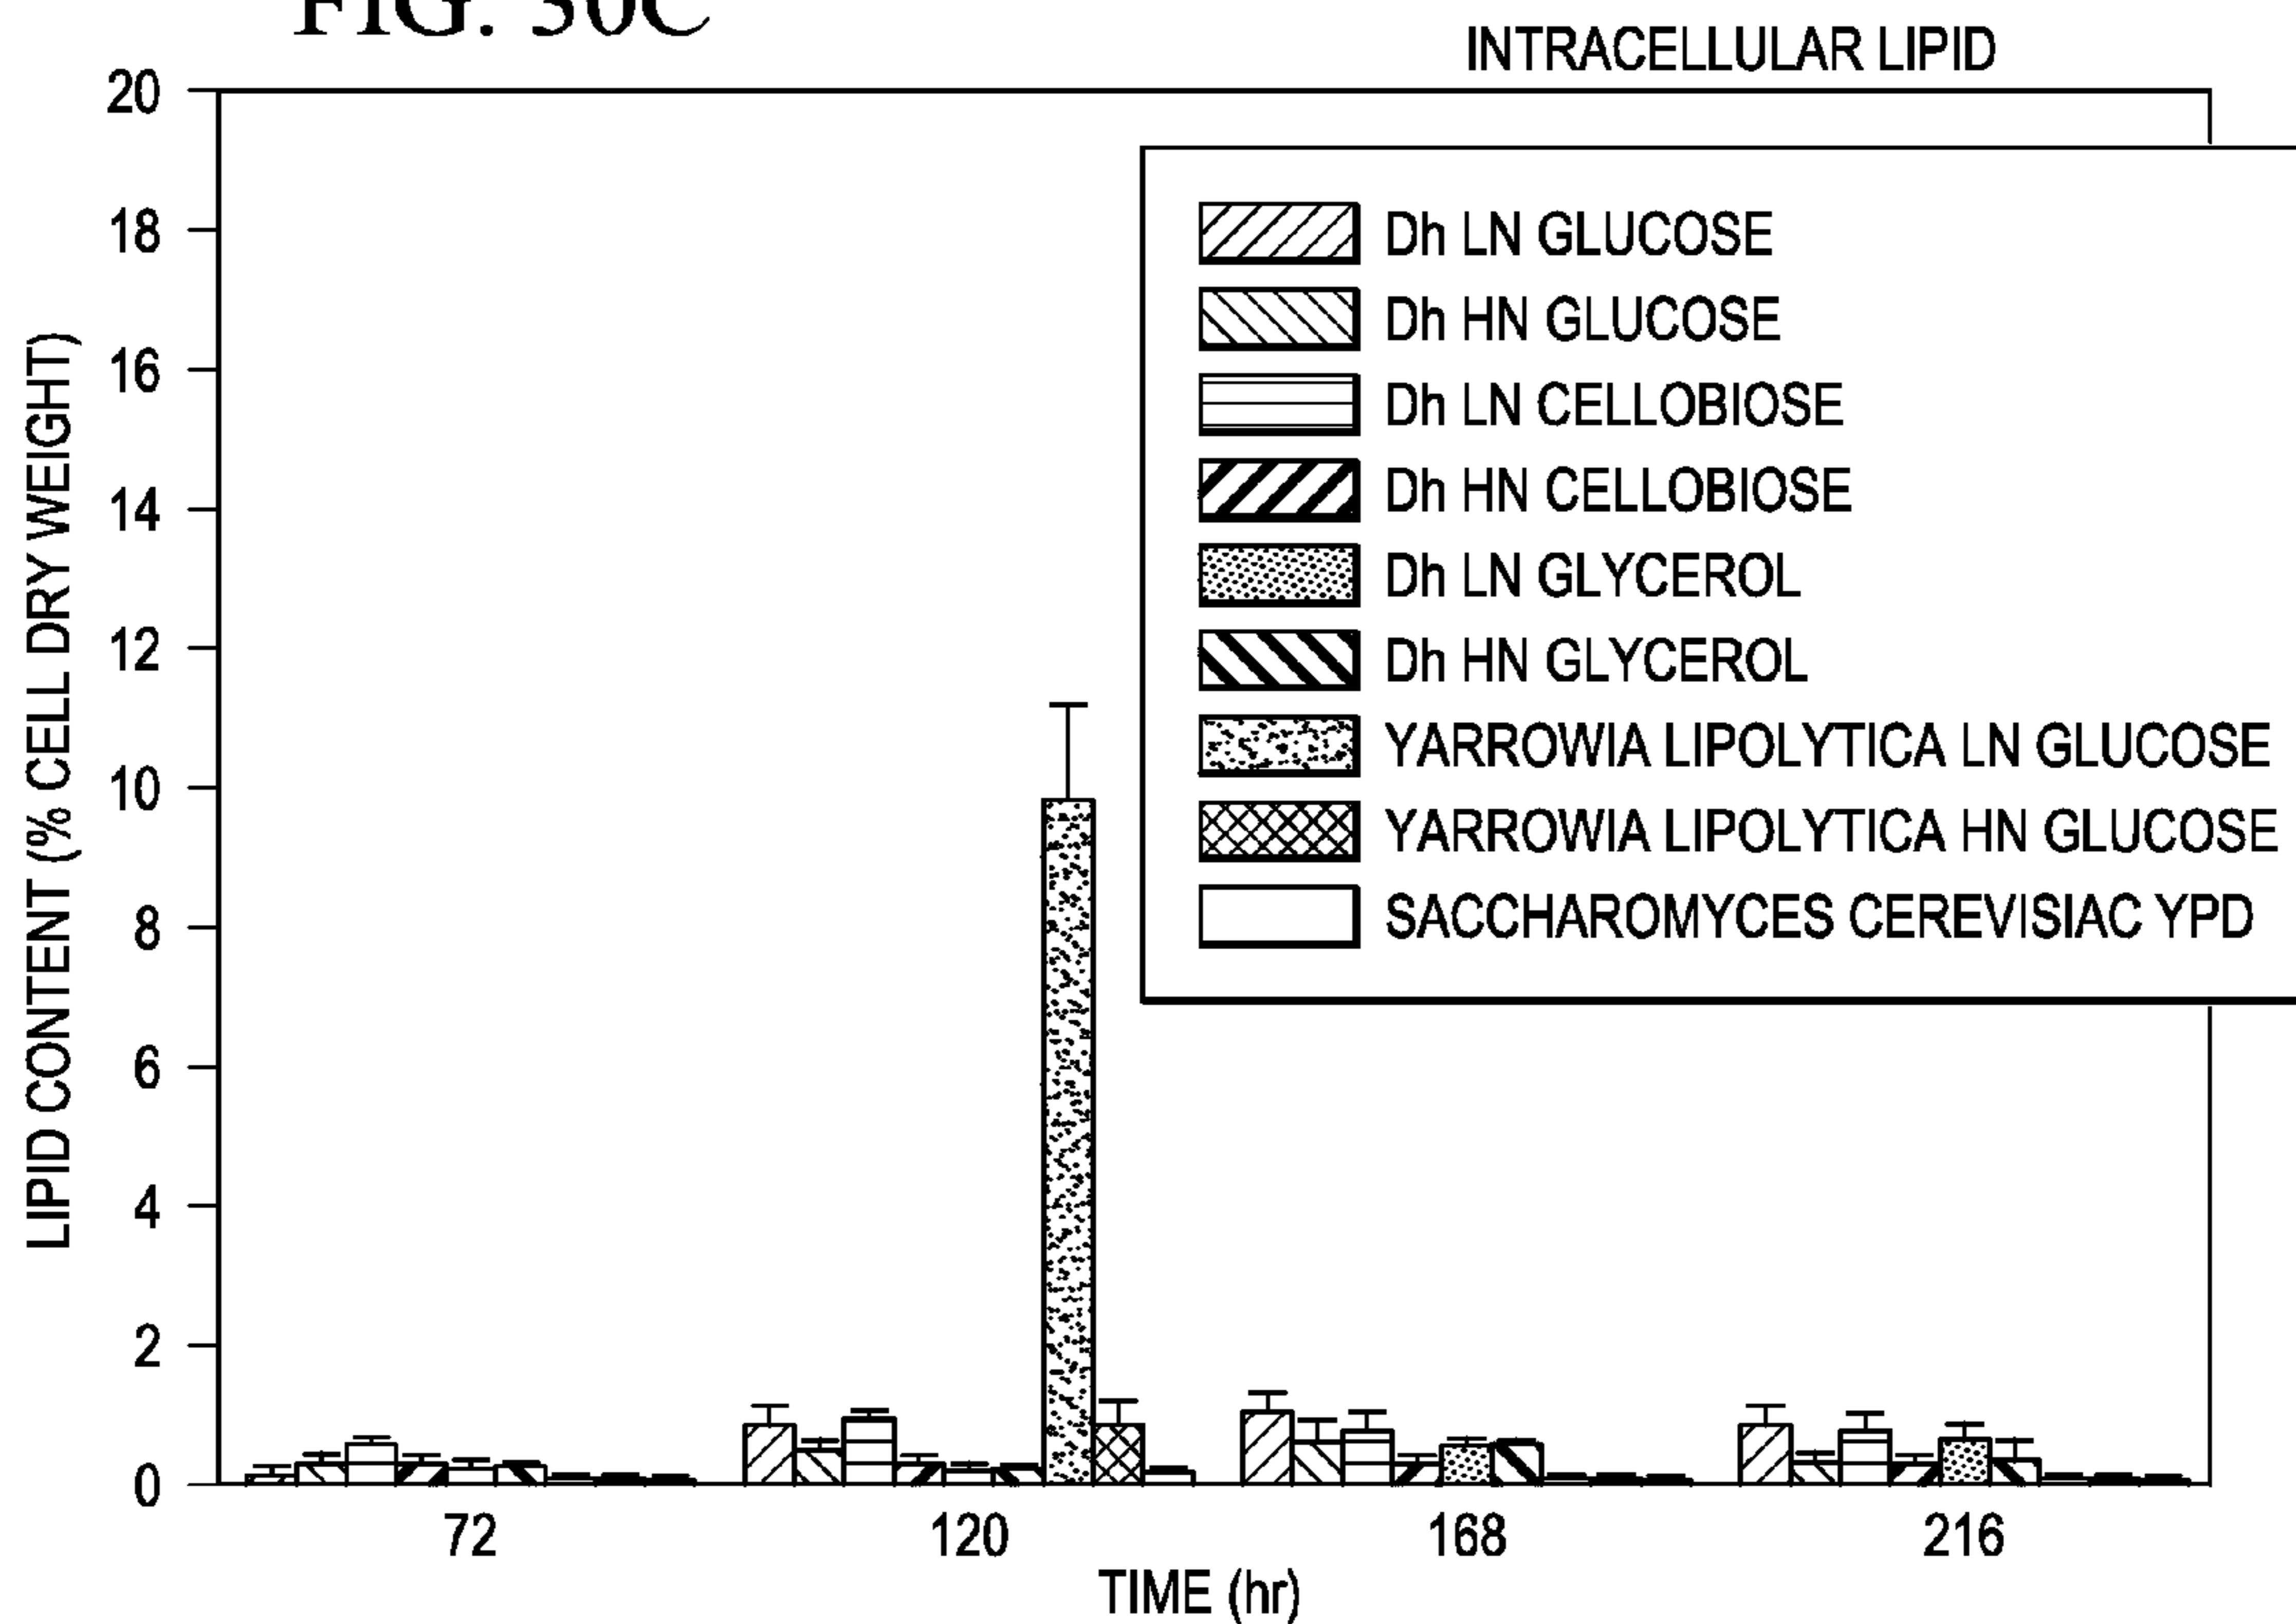 FIG. 30C
INTRACELLULAR LIPID
LIPID CONTENT (% CELL DRY WEIGHT)
20
18
16
14
12
10
8
6
4
2
0
Dh LN GLUCOSE
Dh HN GLUCOSE
Dh LN CELLOBIOSE
Dh HN CELLOBIOSE
Dh LN GLYCEROL
Dh HN GLYCEROL
YARROWIA LIPOLYTICA LN GLUCOSE
YARROWIA LIPOLYTICA HN GLUCOSE
SACCHAROMYCES CEREVISIAC YPD
72
120
168
216
TIME (hr)